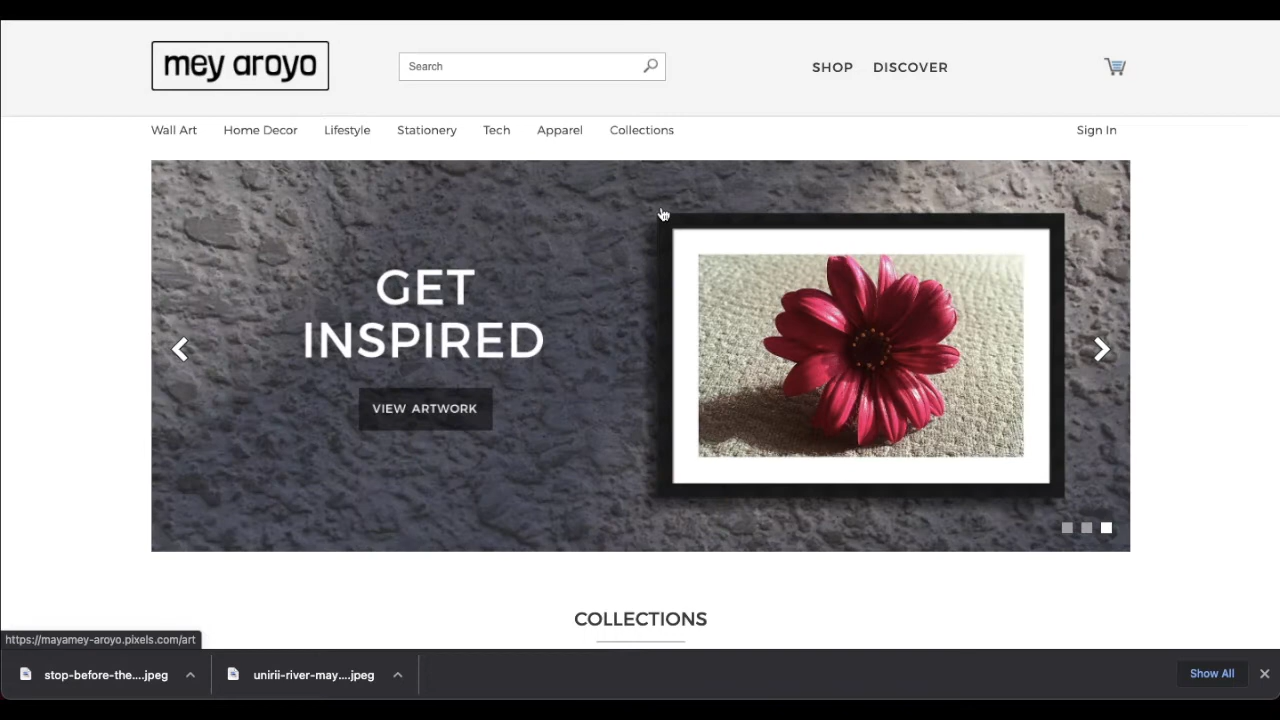 mey aroyo
Search
SHOP DISCOVER
Wall Art Home Decor Lifestyle Stationery Tech Apparel Collections Sign In
GET
INSPIRED
VIEW ARTWORK
COLLECTIONS
https://mayamey-aroyo.pixels.com/art
stop-before-the....jpeg unirii-river-may....jpeg Show All